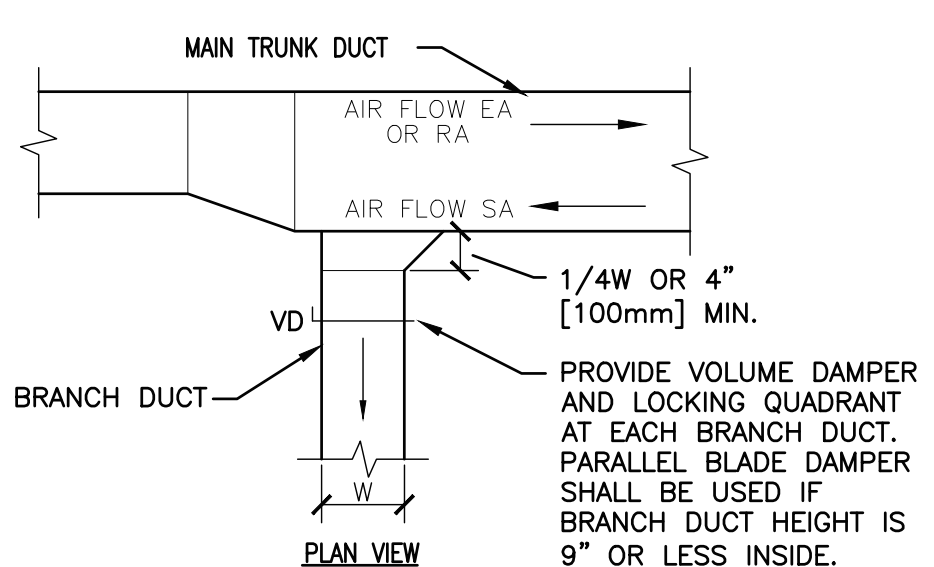 MAIN TRUNK DUCT
AIR FLOW EA
OR RA
AIR FLOW SA
1/4W OR 4”
[100mm] MIN.
VD
BRANCH DUCT
PROVIDE VOLUME DAMPER
AND LOCKING QUADRANT
AT EACH BRANCH DUCT.
PARALLEL BLADE DAMPER
SHALL BE USED IF
BRANCH DUCT HEIGHT IS
9” OR LESS INSIDE.
W
PLAN VIEW